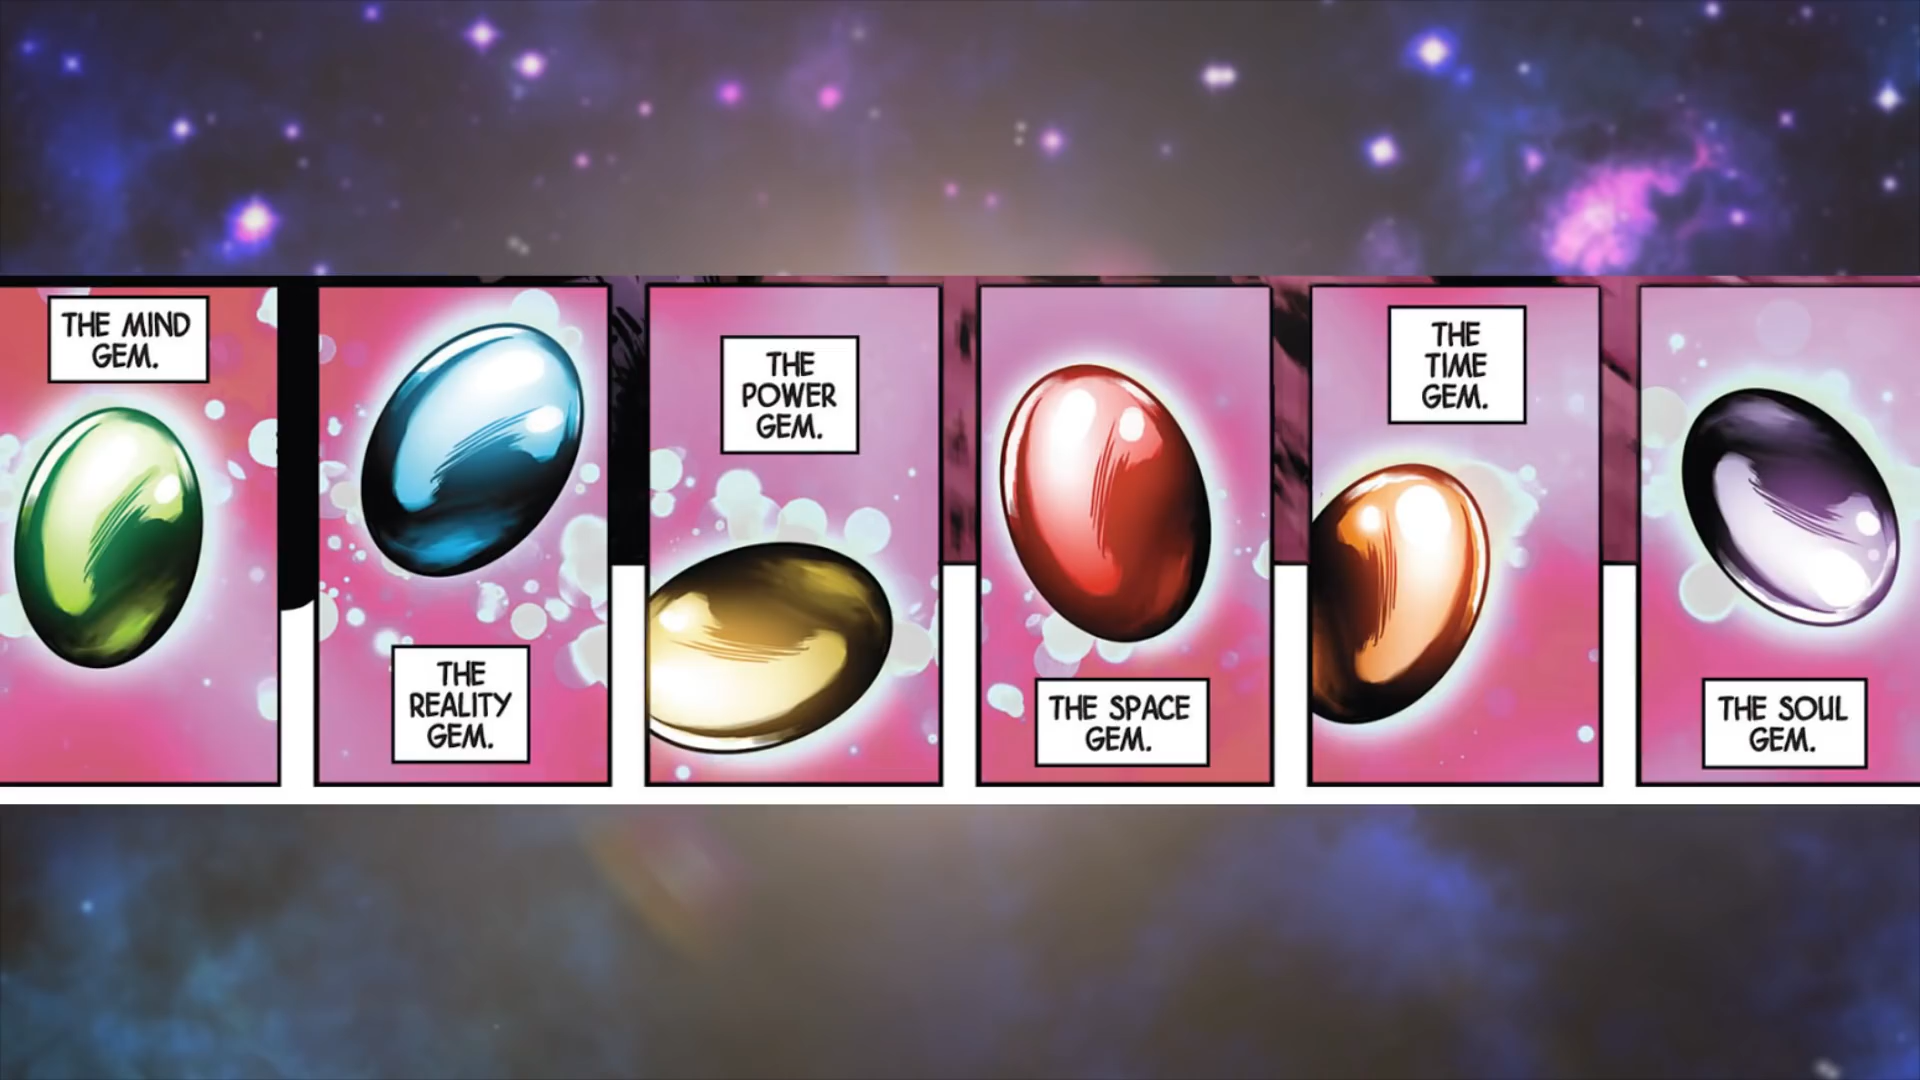 THE MIND
GEM.
THE
REALITY
GEM.
THE
POWER
GEM.
THE SPACE
GEM.
THE
TIME
GEM.
THE SOUL
GEM.